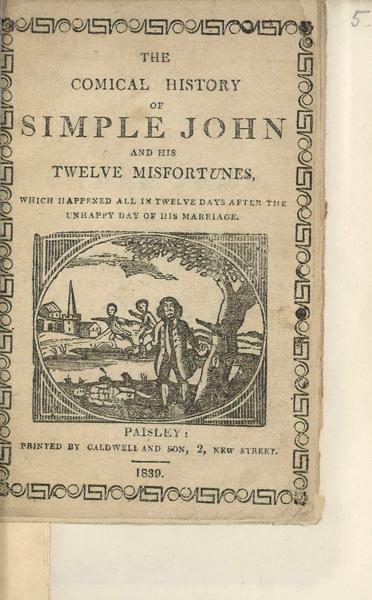 5
THE
COMICAL HISTORY
OF
SIMPLE JOHN
AND HIS
TWELVE MISFORTUNES,
WHICH HAPPENED ALL IN TWELVE DAYS AFTER THE
UNHAPPY DAY OF HIS MARRIAGE.
PAISLEY:
PRINTED BY CALDWELL AND SON, 2, NEW STREET.
1839.